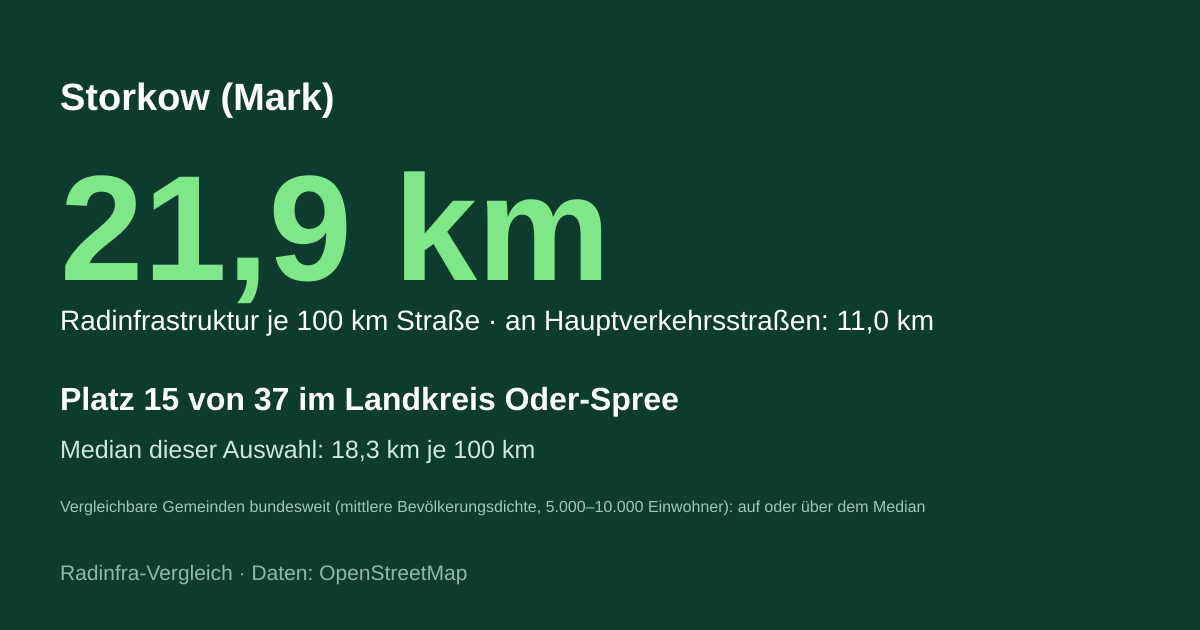 Storkow (Mark)
21,9 km
Radinfrastruktur je 100 km Straße · an Hauptverkehrsstraßen: 11,0 km
Platz 15 von 37 im Landkreis Oder-Spree
Median dieser Auswahl: 18,3 km je 100 km
Vergleichbare Gemeinden bundesweit (mittlere Bevölkerungsdichte, 5.000–10.000 Einwohner): auf oder über dem Median
Radinfra-Vergleich · Daten: OpenStreetMap